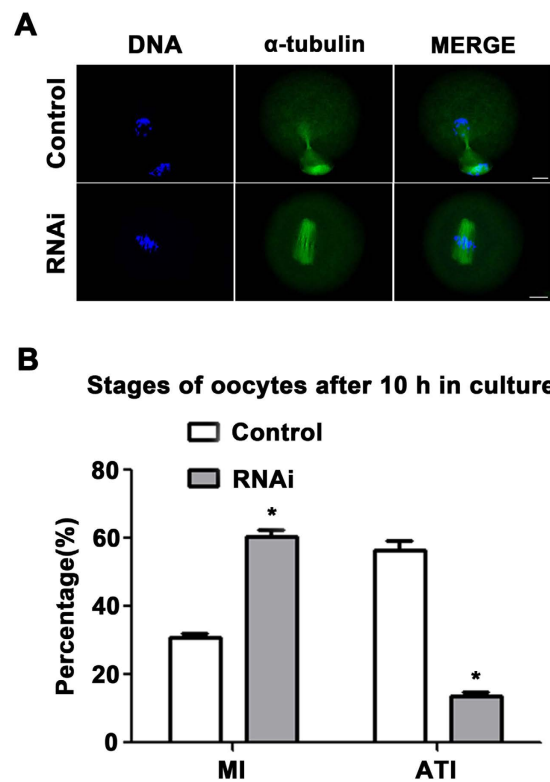 A
DNA α-tubulin MERGE
Control
RNAi
B
Stages of oocytes after 10 h in culture
Control
RNAi
Percentage(%)
80
60
40
20
0
*
*
MI ATI